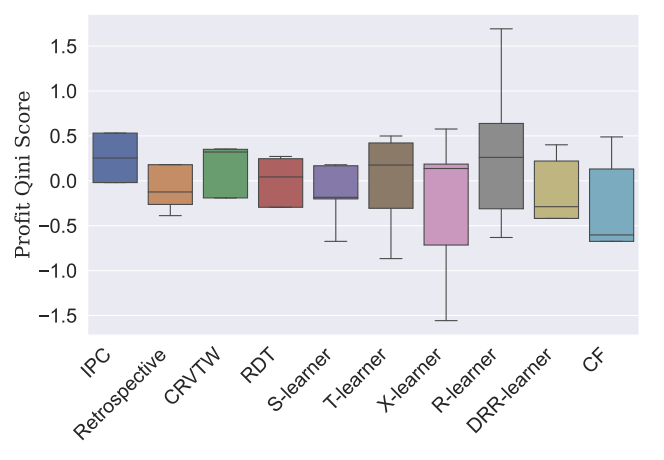 Profit Qini Score
1.5
1.0
0.5
0.0
−0.5
−1.0
−1.5
IPC
Retrospective
CRVTW
RDT
S-learner
T-learner
X-learner
R-learner
DRR-learner
CF